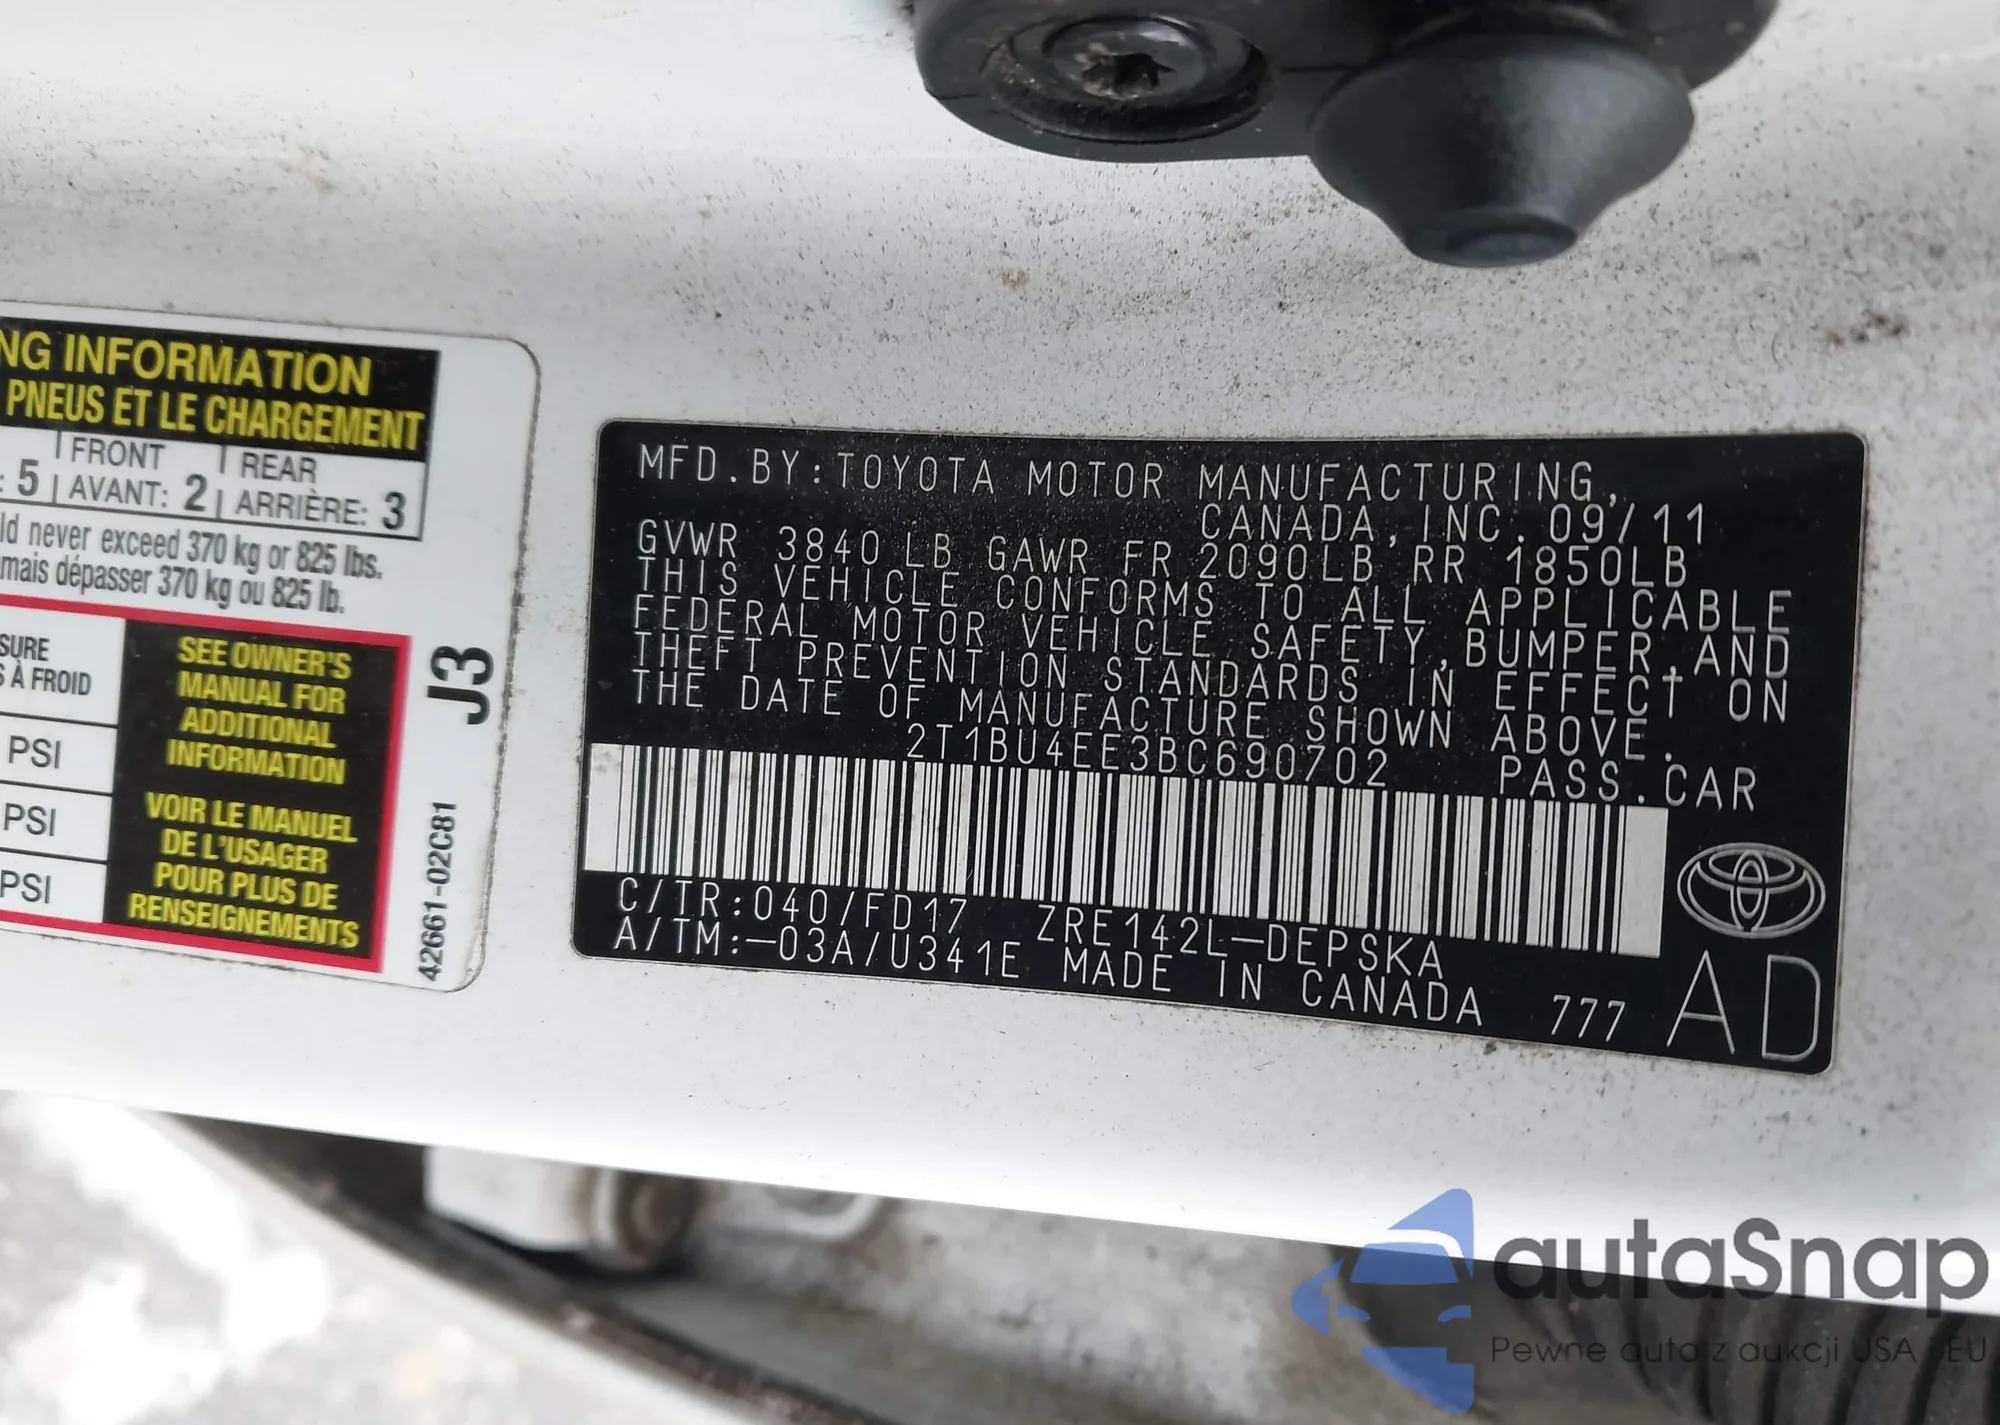 NG INFORMATION
PNEUS ET LE CHARGEMENT
FRONT REAR
: 5 AVANT: 2 ARRIÈRE: 3
ld never exceed 370 kg or 825 lbs.
mais dépasser 370 kg ou 825 lb.
SURE
S À FROID
PSI
PSI
PSI
SEE OWNER'S
MANUAL FOR
ADDITIONAL
INFORMATION
VOIR LE MANUEL
DE L'USAGER
POUR PLUS DE
RENSEIGNEMENTS
J3
42661-02C81
MFD.BY:TOYOTA MOTOR MANUFACTURING,
CANADA, INC. 09/11
GVWR 3840 LB GAWR FR 2090LB RR 1850LB
THIS VEHICLE CONFORMS TO ALL APPLICABLE
FEDERAL MOTOR VEHICLE SAFETY,BUMPER,AND
THEFT PREVENTION STANDARDS IN EFFECT ON
THE DATE OF MANUFACTURE SHOWN ABOVE.
2T1BU4EE3BC690702 PASS.CAR
C/TR:040/FD17 ZRE142L-DEPSKA
A/TM:-03A/U341E MADE IN CANADA 777
AD
autaSnap
Pewne auta z aukcji USA i EU